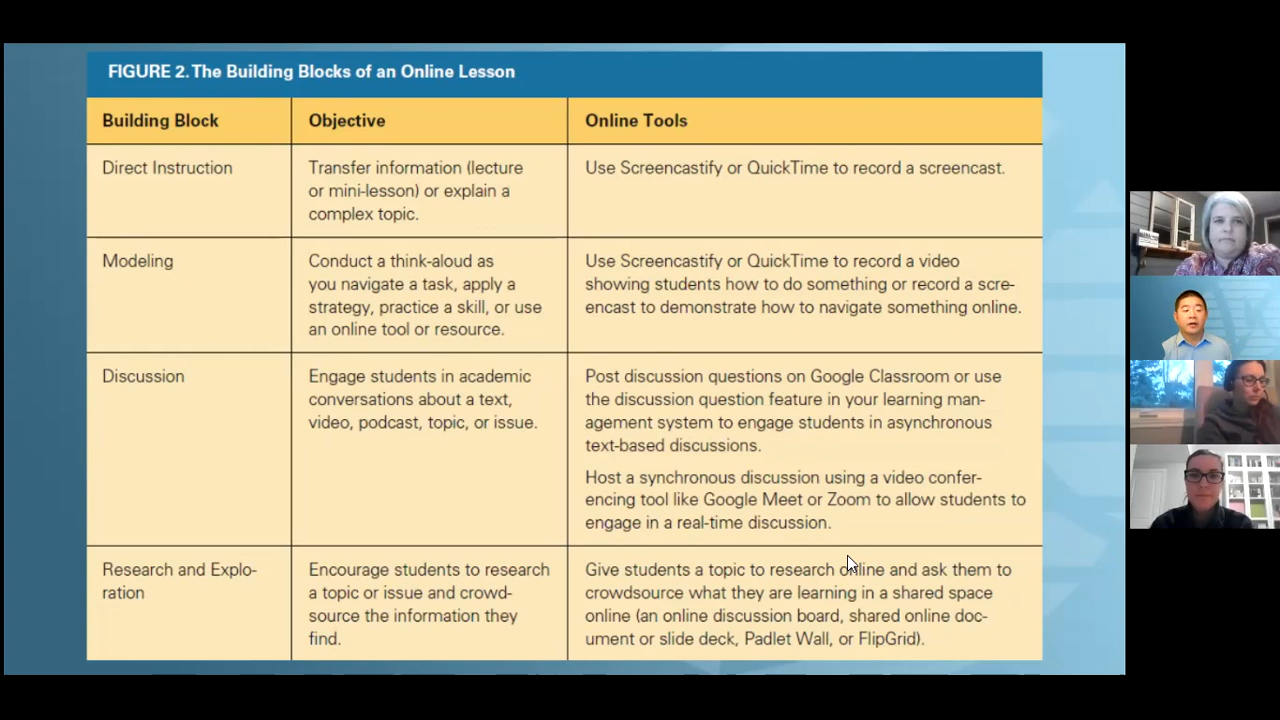 FIGURE 2. The Building Blocks of an Online Lesson
Building Block
Objective
Online Tools
Direct Instruction
Transfer information (lecture
or mini-lesson) or explain a
complex topic.
Use Screencastify or QuickTime to record a screencast.
Modeling
Conduct a think-aloud as
you navigate a task, apply a
strategy, practice a skill, or use
an online tool or resource.
Use Screencastify or QuickTime to record a video
showing students how to do something or record a scre-
encast to demonstrate how to navigate something online.
Discussion
Engage students in academic
conversations about a text,
video, podcast, topic, or issue.
Post discussion questions on Google Classroom or use
the discussion question feature in your learning man-
agement system to engage students in asynchronous
text-based discussions.
Host a synchronous discussion using a video confer-
encing tool like Google Meet or Zoom to allow students to
engage in a real-time discussion.
Research and Explo-
ration
Encourage students to research
a topic or issue and crowd-
source the information they
find.
Give students a topic to research online and ask them to
crowdsource what they are learning in a shared space
online (an online discussion board, shared online doc-
ument or slide deck, Padlet Wall, or FlipGrid).